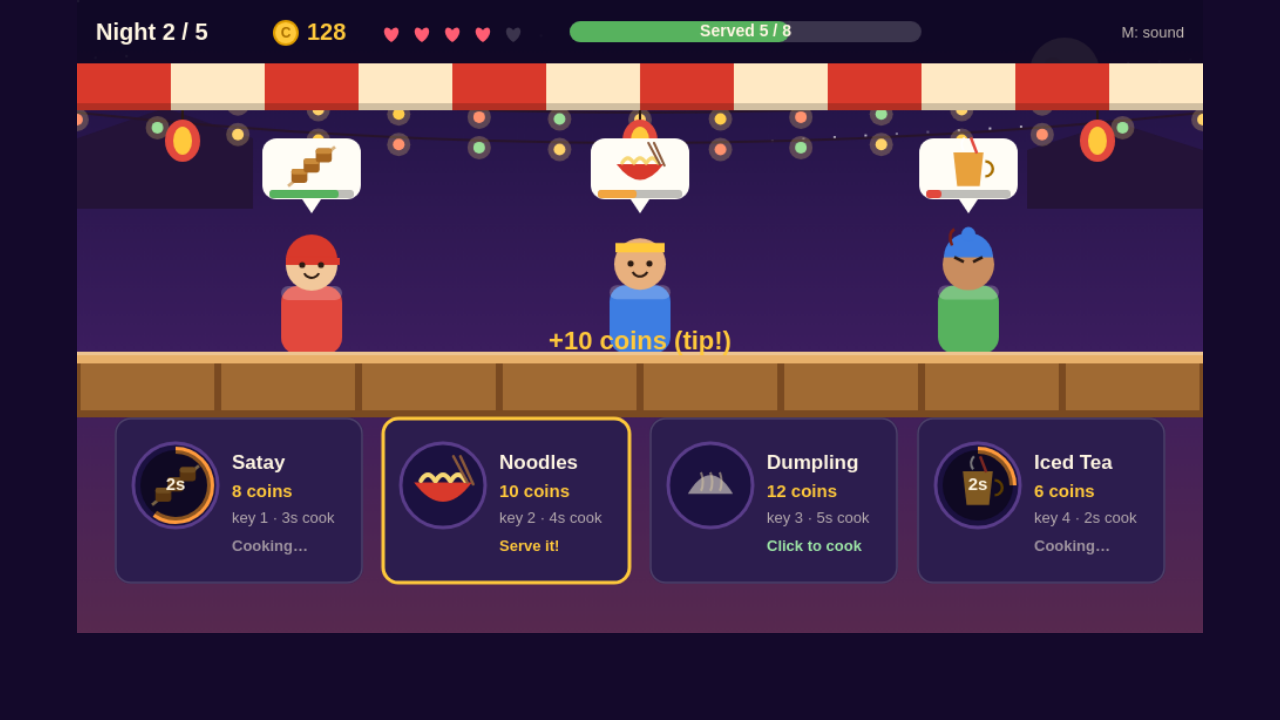 Night 2 / 5
C 128
Served 5 / 8
M: sound
+10 coins (tip!)
2s
Satay
8 coins
key 1 · 3s cook
Cooking...
Noodles
10 coins
key 2 · 4s cook
Serve it!
Dumpling
12 coins
key 3 · 5s cook
Click to cook
2s
Iced Tea
6 coins
key 4 · 2s cook
Cooking...